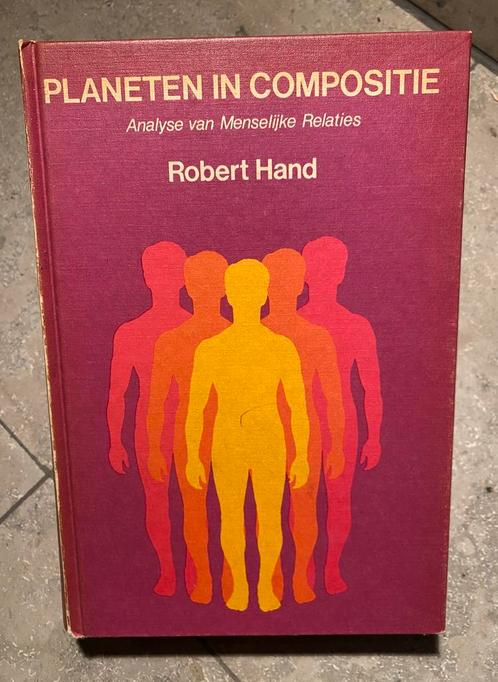 PLANETEN IN COMPOSITIE
Analyse van Menselijke Relaties
Robert Hand